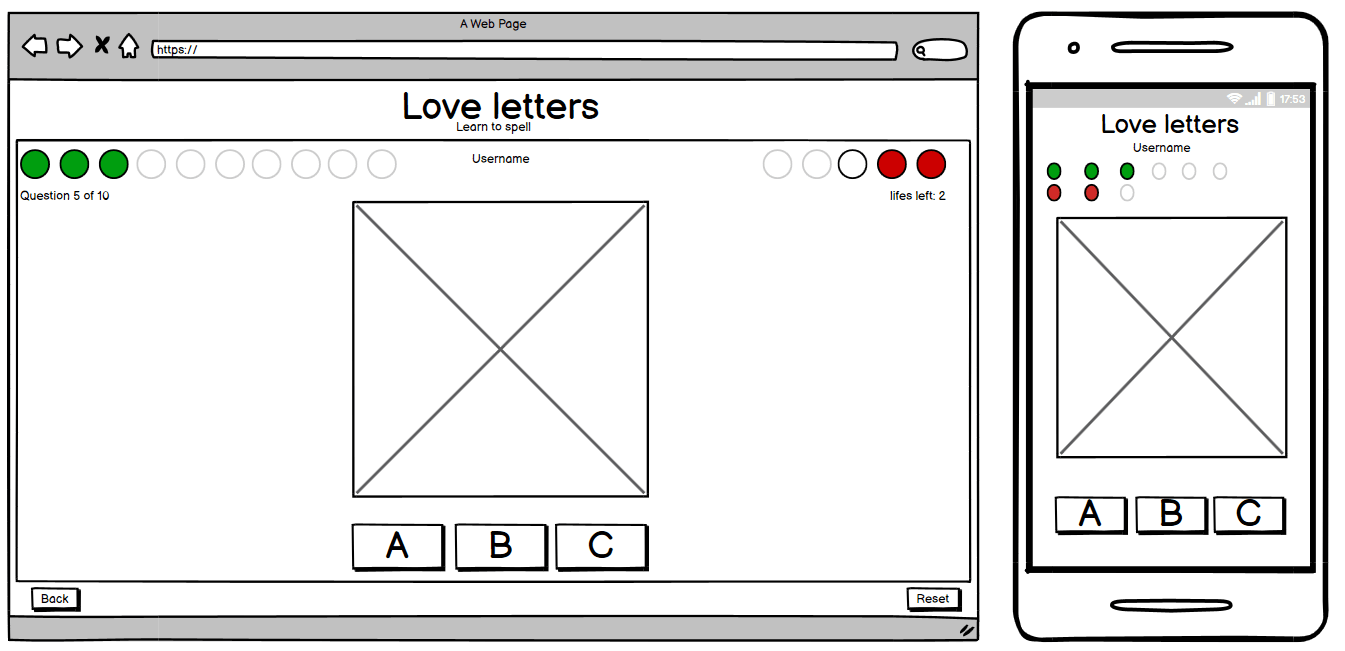 A Web Page
https://
Love letters
Learn to spell
Username
Question 5 of 10
lifes left: 2
A B C
Back Reset
17:53
Love letters
Username
A B C